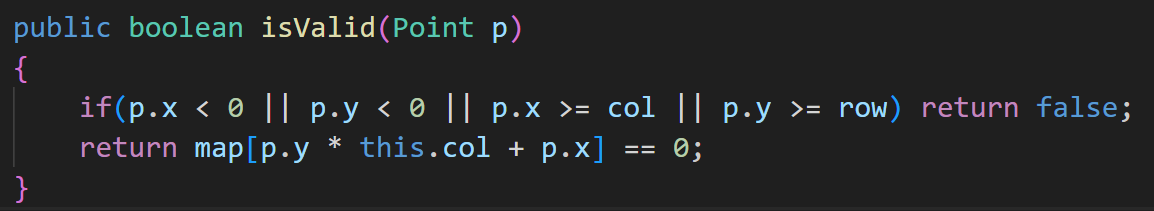 public boolean isValid(Point p)
{
    if(p.x < 0 || p.y < 0 || p.x >= col || p.y >= row) return false;
    return map[p.y * this.col + p.x] == 0;
}